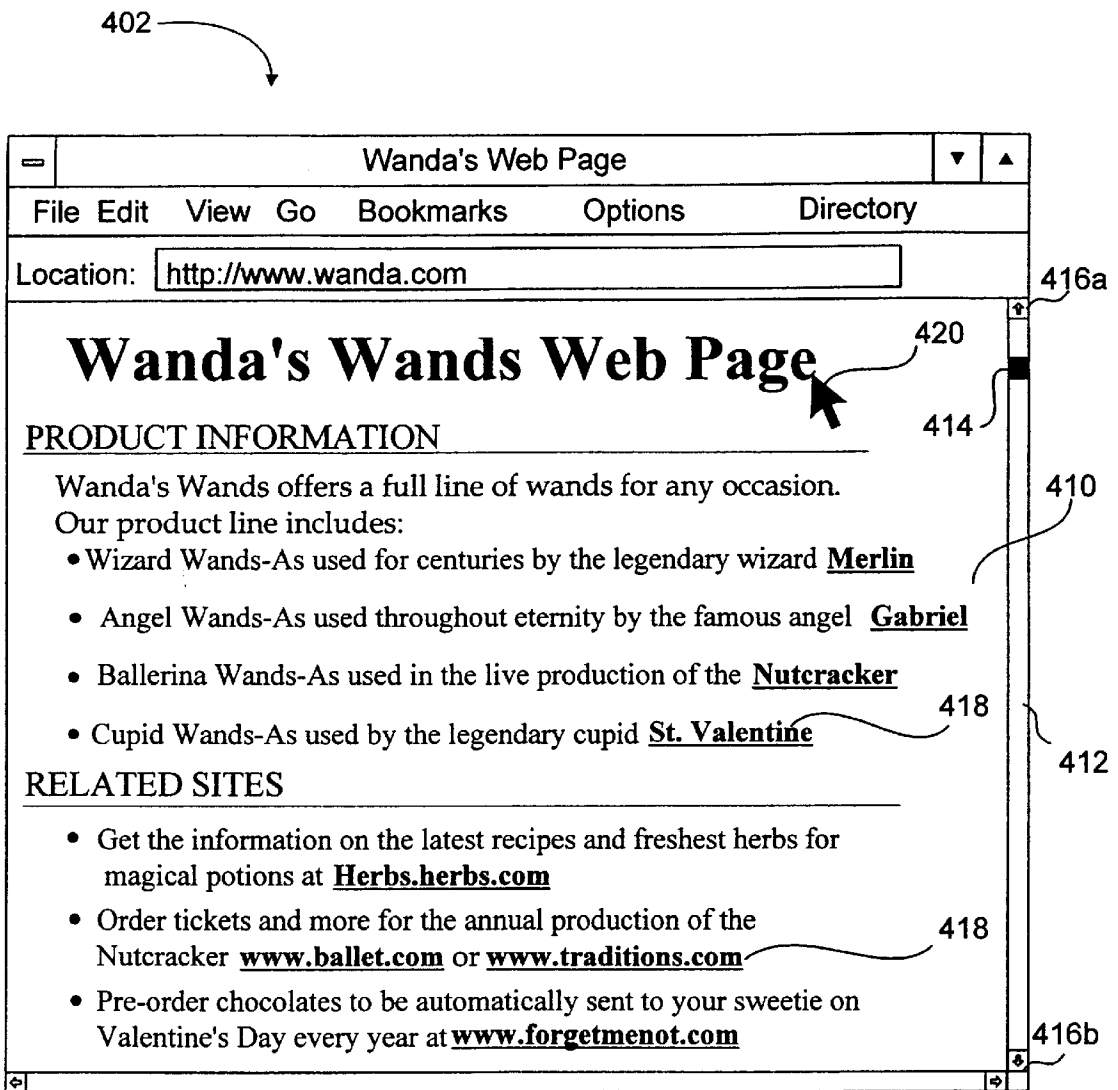 402
Wanda's Web Page
File Edit View Go Bookmarks Options Directory
Location: http://www.wanda.com
416a
Wanda's Wands Web Page
420
414
PRODUCT INFORMATION
Wanda's Wands offers a full line of wands for any occasion.
410
Our product line includes:
•Wizard Wands-As used for centuries by the legendary wizard Merlin
• Angel Wands-As used throughout eternity by the famous angel Gabriel
• Ballerina Wands-As used in the live production of the Nutcracker
418
• Cupid Wands-As used by the legendary cupid St. Valentine
412
RELATED SITES
• Get the information on the latest recipes and freshest herbs for
magical potions at Herbs.herbs.com
• Order tickets and more for the annual production of the
418
Nutcracker www.ballet.com or www.traditions.com
• Pre-order chocolates to be automatically sent to your sweetie on
Valentine's Day every year at www.forgetmenot.com
416b